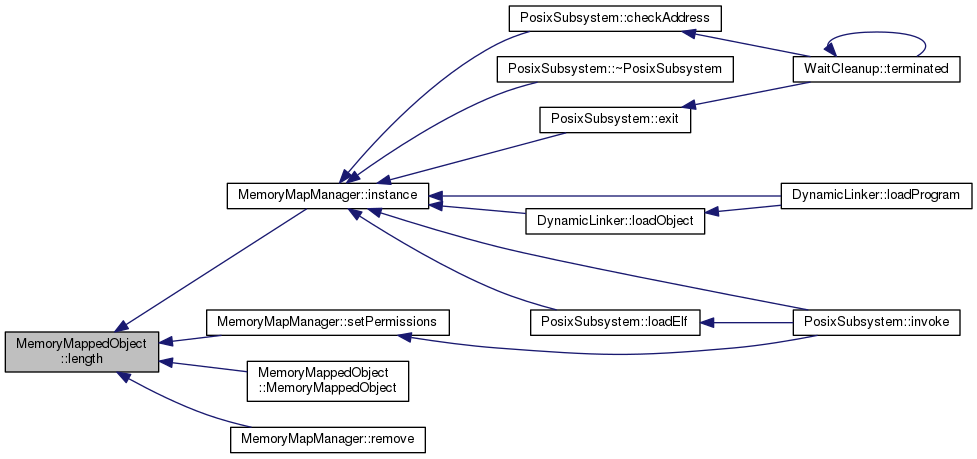 PosixSubsystem::checkAddress
PosixSubsystem::~PosixSubsystem
WaitCleanup::terminated
PosixSubsystem::exit
MemoryMapManager::instance
DynamicLinker::loadProgram
DynamicLinker::loadObject
MemoryMappedObject
::length
MemoryMapManager::setPermissions
PosixSubsystem::loadElf
PosixSubsystem::invoke
MemoryMappedObject
::MemoryMappedObject
MemoryMapManager::remove